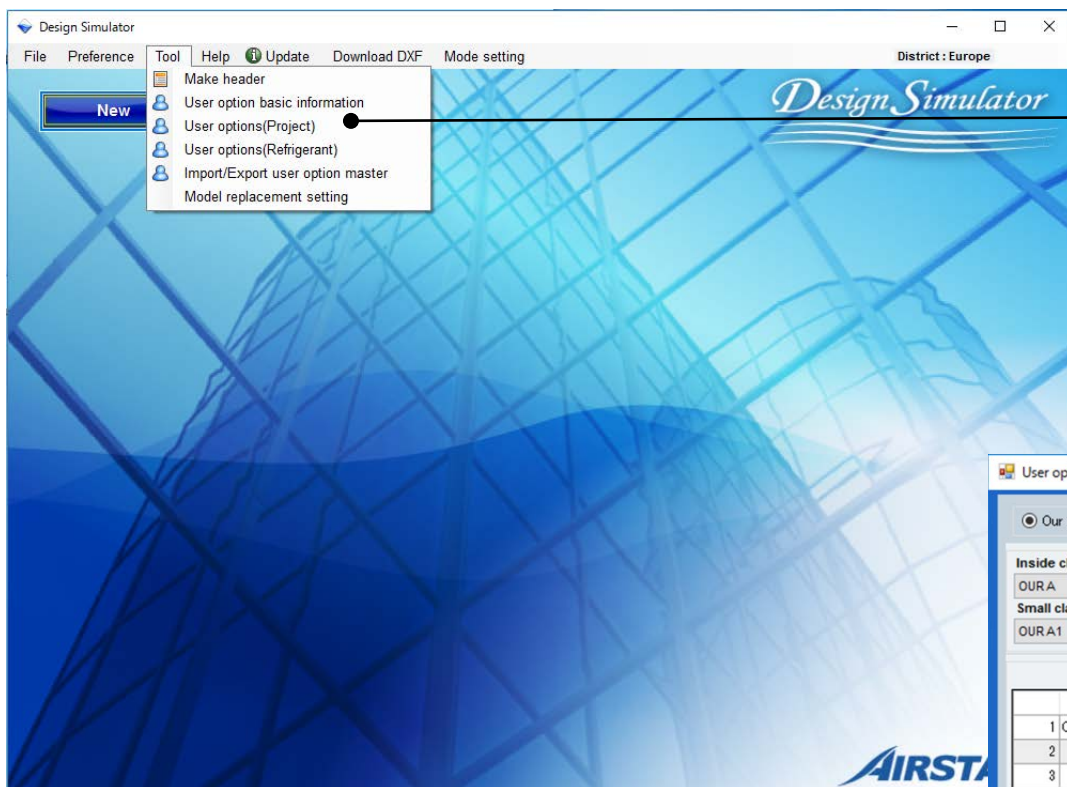 Design Simulator
File Preference Tool Help Update Download DXF Mode setting District : Europe
Make header
User option basic information
User options(Project)
User options(Refrigerant)
Import/Export user option master
Model replacement setting
New
Design Simulator
User op
Our
Inside c
OUR A
Small cla
OUR A1
1
2
3
AIRSTA